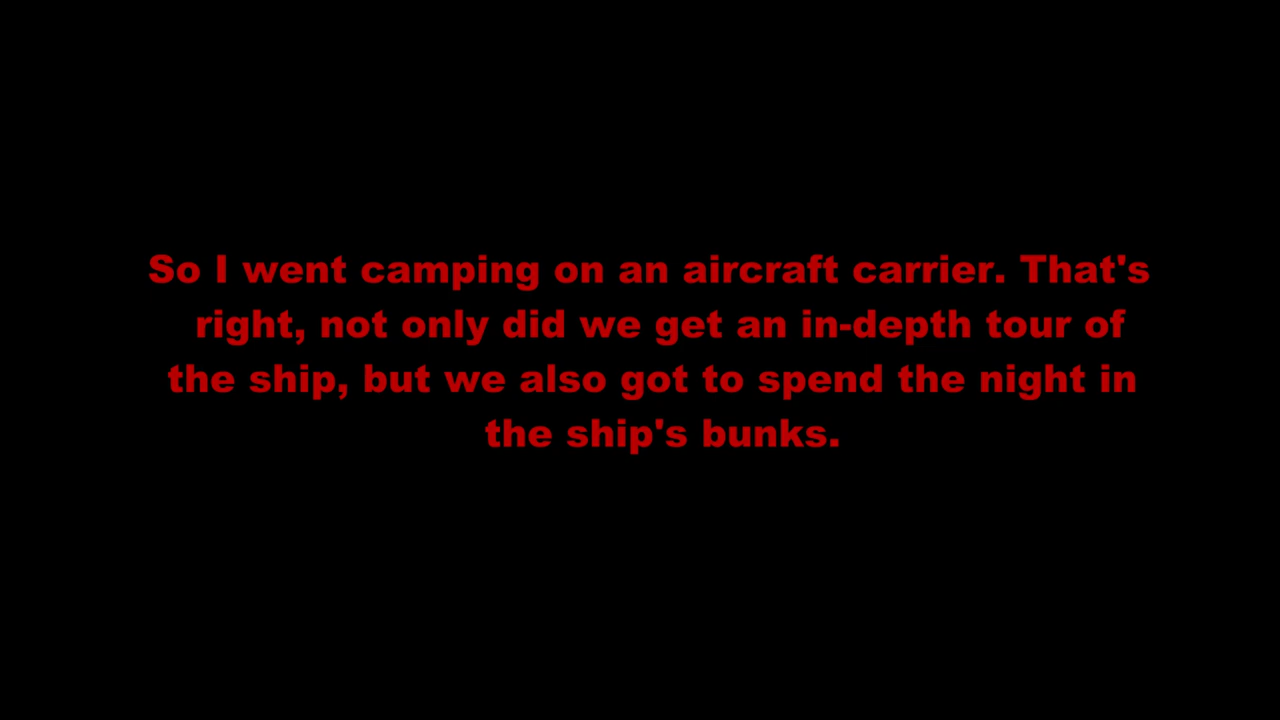 So I went camping on an aircraft carrier. That's
right, not only did we get an in-depth tour of
the ship, but we also got to spend the night in
the ship's bunks.